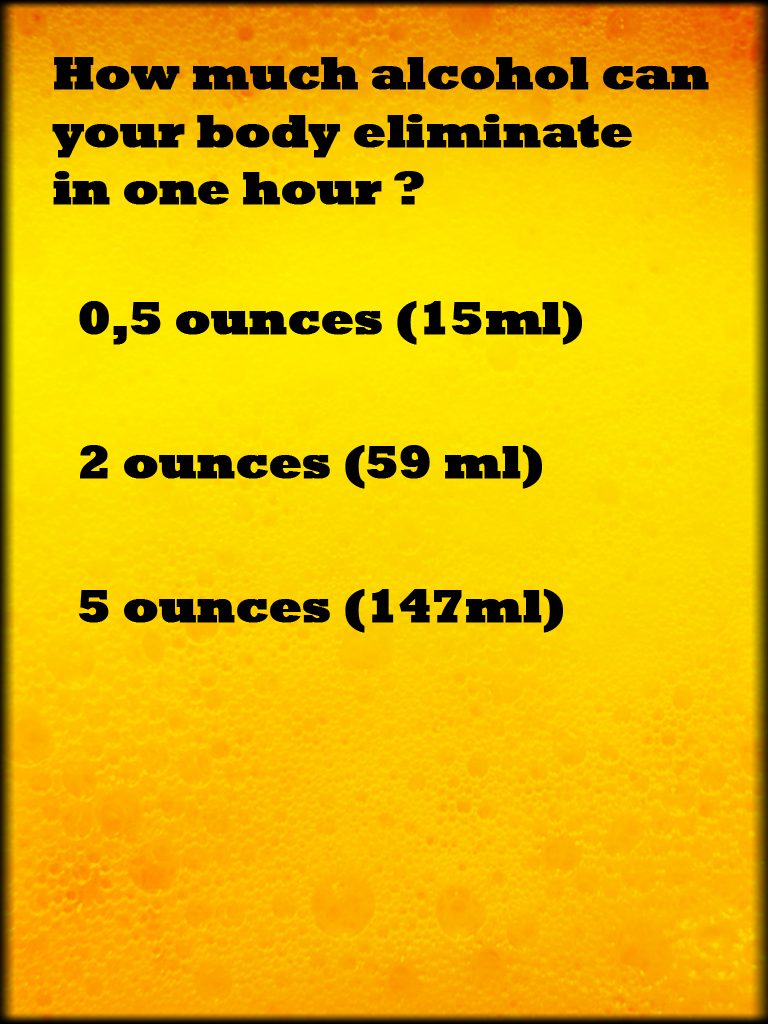 How much alcohol can
your body eliminate
in one hour ?
0,5 ounces (15ml)
2 ounces (59 ml)
5 ounces (147ml)